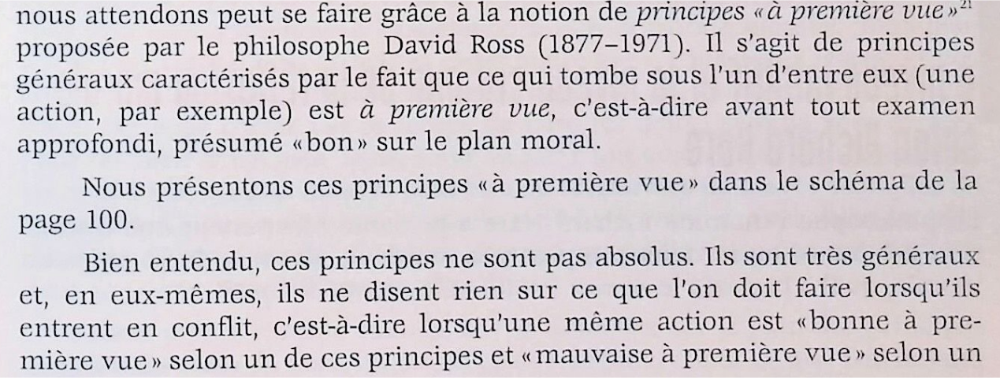 nous attendons peut se faire grâce à la notion de principes «à première vue»²¹
proposée par le philosophe David Ross (1877–1971). Il s'agit de principes
généraux caractérisés par le fait que ce qui tombe sous l'un d'entre eux (une
action, par exemple) est à première vue, c'est-à-dire avant tout examen
approfondi, présumé «bon» sur le plan moral.
Nous présentons ces principes «à première vue» dans le schéma de la
page 100.
Bien entendu, ces principes ne sont pas absolus. Ils sont très généraux
et, en eux-mêmes, ils ne disent rien sur ce que l'on doit faire lorsqu'ils
entrent en conflit, c'est-à-dire lorsqu'une même action est «bonne à pre-
mière vue» selon un de ces principes et «mauvaise à première vue» selon un